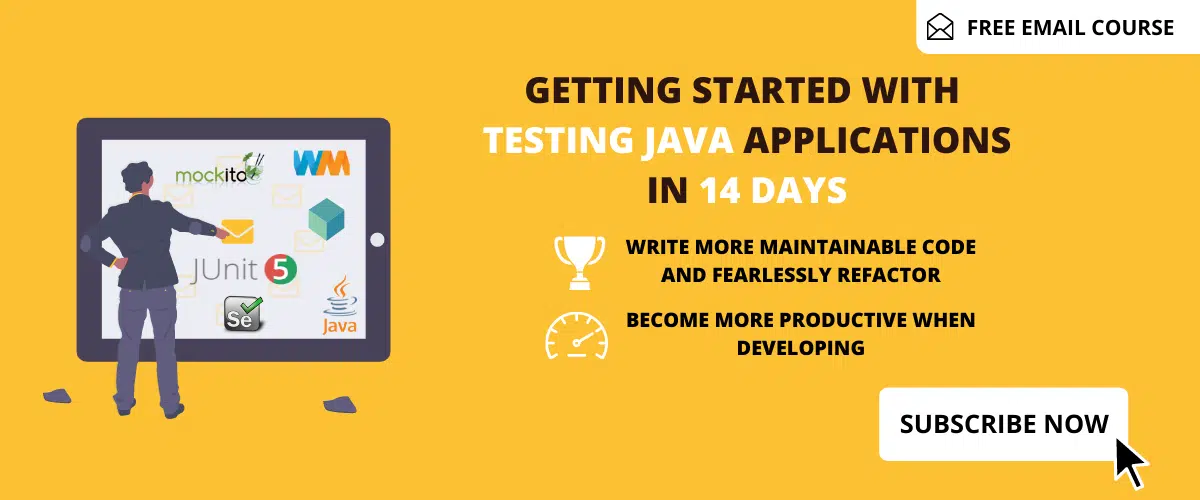 FREE EMAIL COURSE
GETTING STARTED WITH
TESTING JAVA APPLICATIONS
IN 14 DAYS
mockito
WM
JUnit 5
Se
Java
WRITE MORE MAINTAINABLE CODE
AND FEARLESSLY REFACTOR
BECOME MORE PRODUCTIVE WHEN
DEVELOPING
SUBSCRIBE NOW